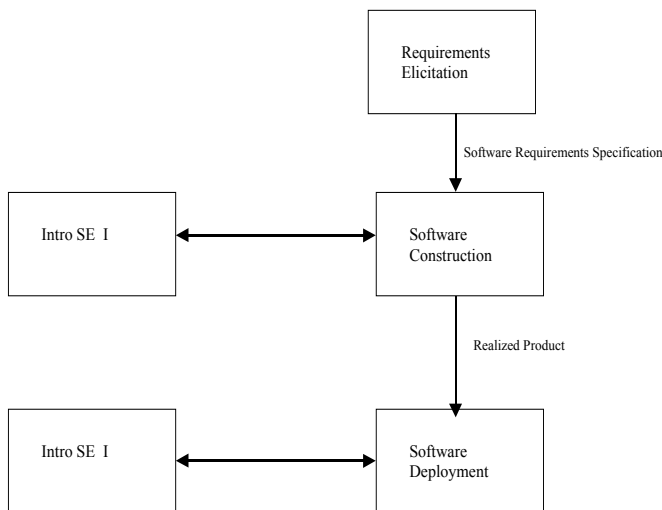 Requirements
Elicitation
Software Requirements Specification
Intro SE I
Software
Construction
Realized Product
Intro SE I
Software
Deployment